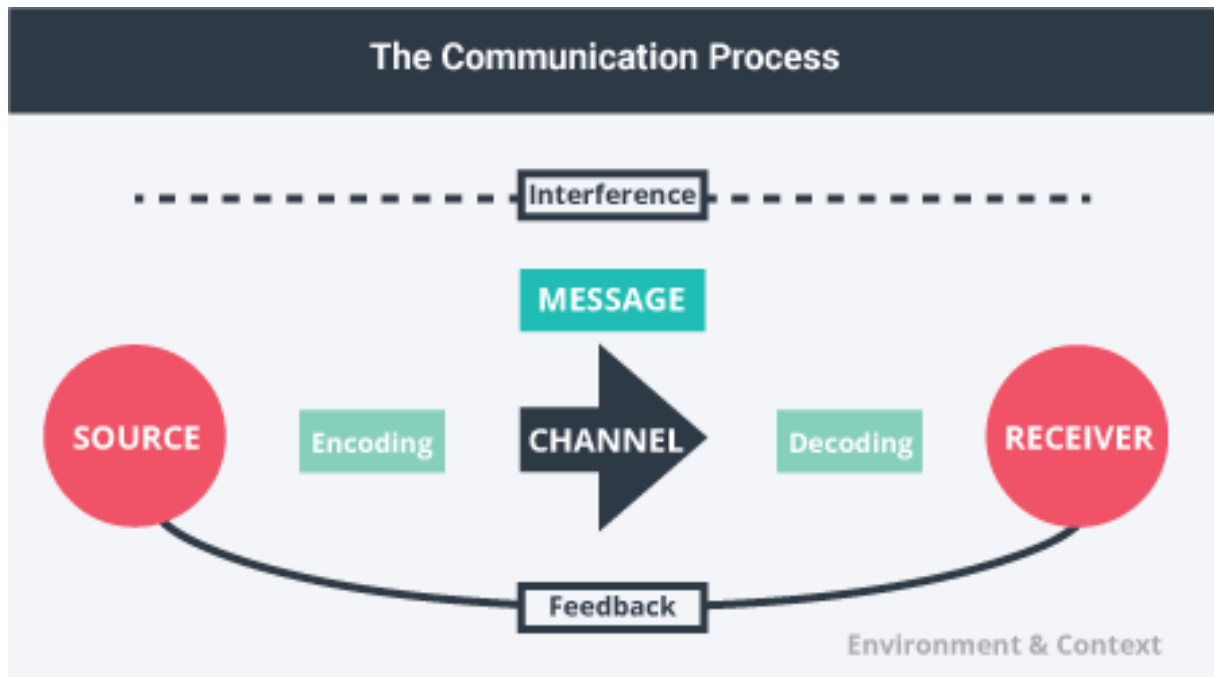 The Communication Process
Interference
MESSAGE
SOURCE
Encoding
CHANNEL
Decoding
RECEIVER
Feedback
Environment & Context